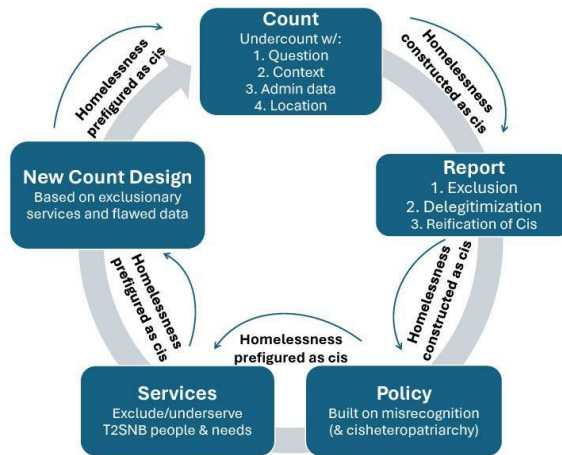 Count
Undercount w/:
1. Question
2. Context
3. Admin data
4. Location
Homelessness
constructed as cis
Report
1. Exclusion
2. Delegitimization
3. Reification of Cis
Homelessness
constructed as cis
Policy
Built on misrecognition
(& cisheteropatriarchy)
Homelessness
prefigured as cis
Services
Exclude/underserve
T2SNB people & needs
Homelessness
prefigured as cis
New Count Design
Based on exclusionary
services and flawed data
Homelessness
prefigured as cis